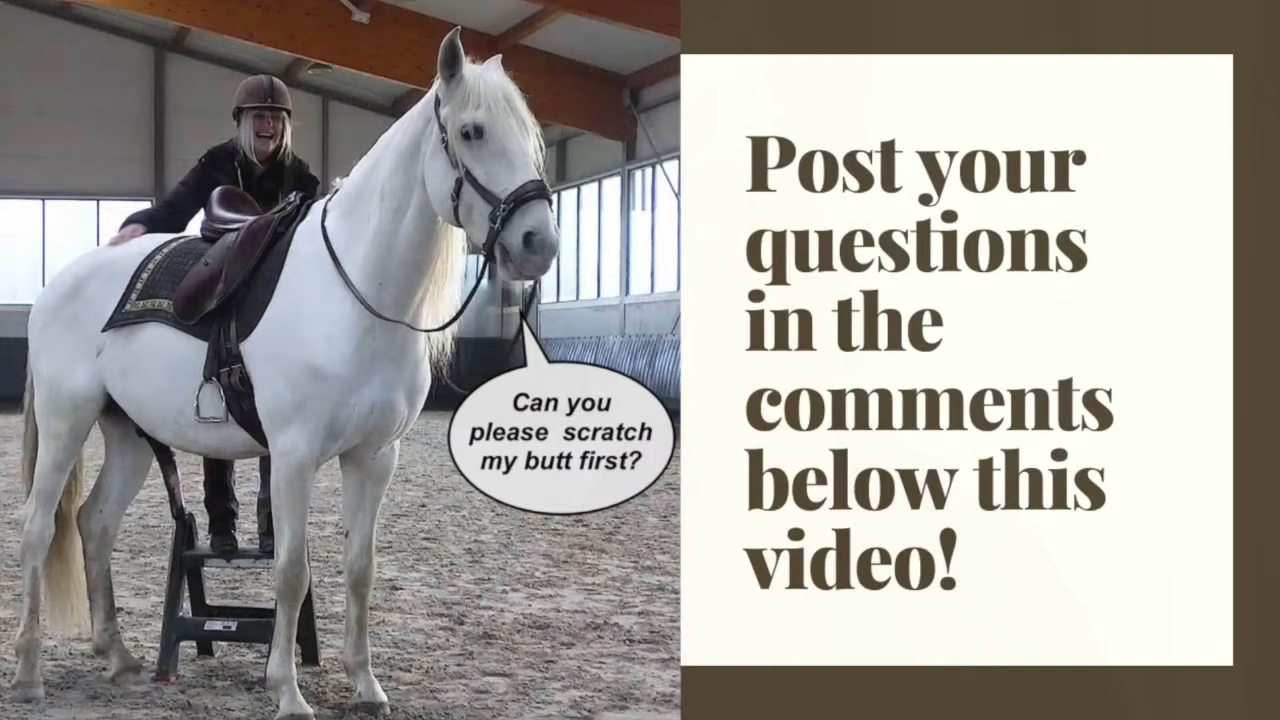 Can you
please scratch
my butt first?
Post your
questions
in the
comments
below this
video!